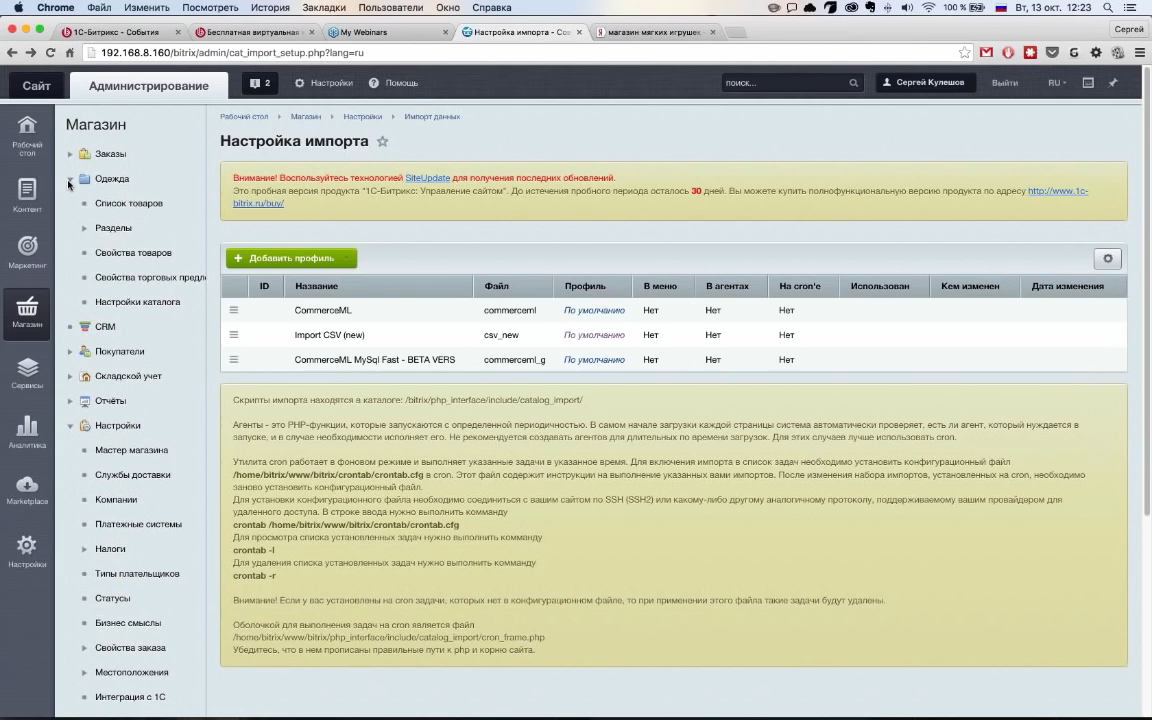 Chrome Файл Изменить Посмотреть История Закладки Пользователи Окно Справка 100 % Вт, 13 окт. 12:23
1С-Битрикс - События Бесплатная виртуальная My Webinars Настройка импорта - Сов магазин мягких игрушек Сергей
192.168.8.160/bitrix/admin/cat_import_setup.php?lang=ru
Сайт Администрирование 2 Настройки Помощь поиск... Сергей Кулешов Выйти RU
Рабочий стол
Контент
Маркетинг
Магазин
Сервисы
Аналитика
Marketplace
Настройки
Магазин
Заказы
Одежда
Список товаров
Разделы
Свойства товаров
Свойства торговых предл
Настройки каталога
CRM
Покупатели
Складской учет
Отчёты
Настройки
Мастер магазина
Службы доставки
Компании
Платежные системы
Налоги
Типы плательщиков
Статусы
Бизнес смыслы
Свойства заказа
Местоположения
Интеграция с 1С
Рабочий стол Магазин Настройки Импорт данных
Настройка импорта
Внимание! Воспользуйтесь технологией SiteUpdate для получения последних обновлений.
Это пробная версия продукта "1С-Битрикс: Управление сайтом". До истечения пробного периода осталось 30 дней. Вы можете купить полнофункциональную версию продукта по адресу http://www.1c-
bitrix.ru/buy/
+ Добавить профиль
ID Название Файл Профиль В меню В агентах На cron'е Использован Кем изменен Дата изменения
CommerceML commerceml По умолчанию Нет Нет Нет
Import CSV (new) csv_new По умолчанию Нет Нет Нет
CommerceML MySql Fast - BETA VERS commerceml_g По умолчанию Нет Нет Нет
Скрипты импорта находятся в каталоге: /bitrix/php_interface/include/catalog_import/
Агенты - это PHP-функции, которые запускаются с определенной периодичностью. В самом начале загрузки каждой страницы система автоматически проверяет, есть ли агент, который нуждается в
запуске, и в случае необходимости исполняет его. Не рекомендуется создавать агентов для длительных по времени загрузок. Для этих случаев лучше использовать cron.
Утилита cron работает в фоновом режиме и выполняет указанные задачи в указанное время. Для включения импорта в список задач необходимо установить конфигурационный файл
/home/bitrix/www/bitrix/crontab/crontab.cfg в cron. Этот файл содержит инструкции на выполнение указанных вами импортов. После изменения набора импортов, установленных на cron, необходимо
заново установить конфигурационный файл.
Для установки конфигурационного файла необходимо соединиться с вашим сайтом по SSH (SSH2) или какому-либо другому аналогичному протоколу, поддерживаемому вашим провайдером для
удаленного доступа. В строке ввода нужно выполнить комманду
crontab /home/bitrix/www/bitrix/crontab/crontab.cfg
Для просмотра списка установленных задач нужно выполнить комманду
crontab -l
Для удаления списка установленных задач нужно выполнить комманду
crontab -r
Внимание! Если у вас установлены на cron задачи, которых нет в конфигурационном файле, то при применении этого файла такие задачи будут удалены.
Оболочкой для выполнения задач на cron является файл
/home/bitrix/www/bitrix/php_interface/include/catalog_import/cron_frame.php
Убедитесь, что в нем прописаны правильные пути к php и корню сайта.